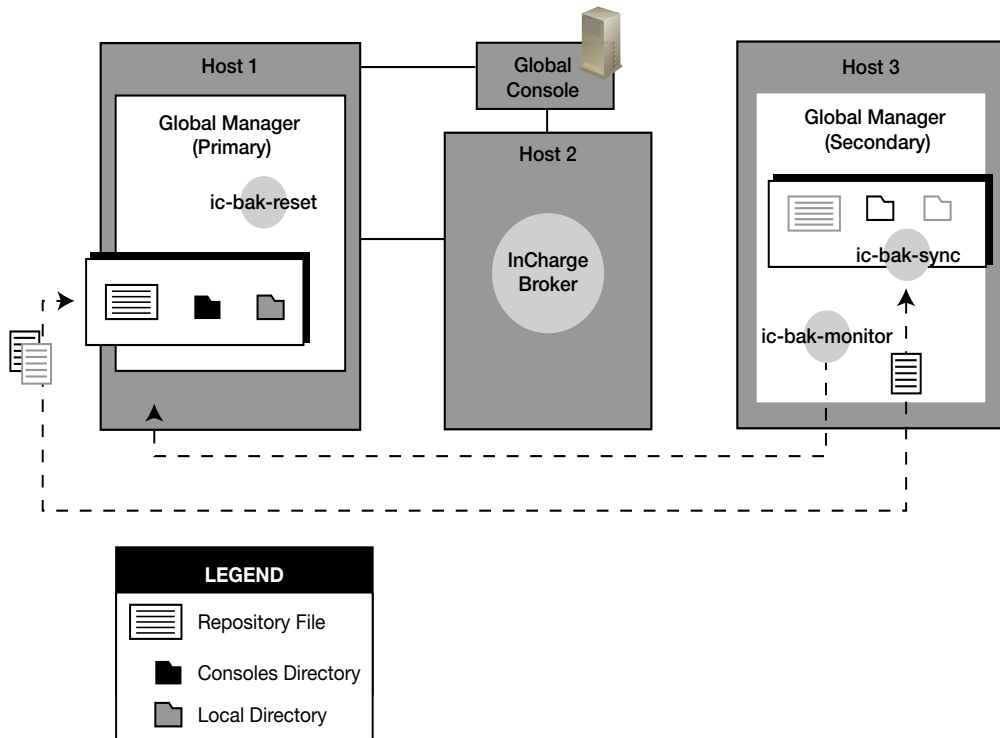 Host 1
Global Manager
(Primary)
ic-bak-reset
Global
Console
Host 2
InCharge
Broker
Host 3
Global Manager
(Secondary)
ic-bak-sync
ic-bak-monitor
LEGEND
Repository File
Consoles Directory
Local Directory